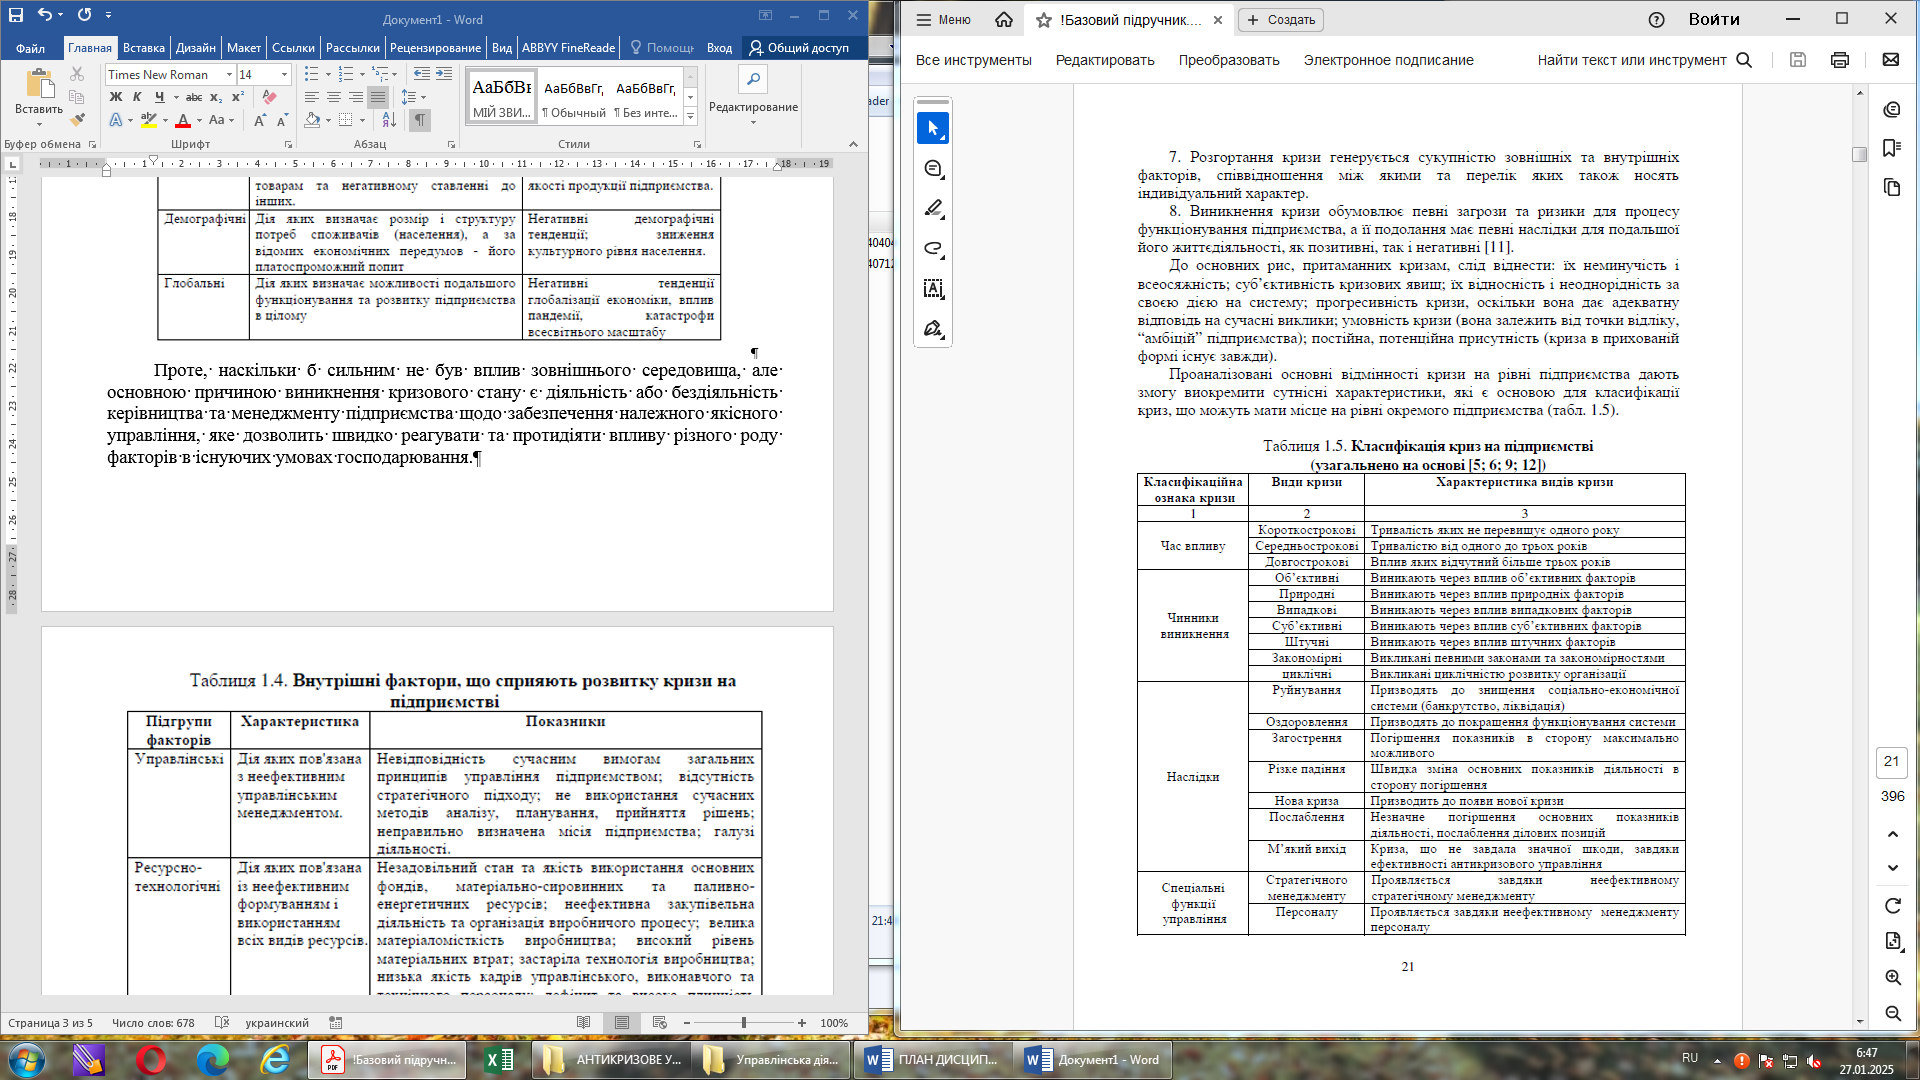 Документ1 - Word
Файл
Главная
Вставка
Дизайн
Макет
Ссылки
Рассылки
Рецензирование
Вид
ABBYY FineReade
Помощь
Вход
Общий доступ
Вставить
Times New Roman
14
Ж К Ч abc x₂ x²
Aa
АаБбВв
МІЙ ЗВИ...
АаБбВвГг,
¶ Обычный
АаБбВвГг,
¶ Без инте...
Редактирование
Буфер обмена
Шрифт
Абзац
Стили
товарам та негативному ставленні до
інших.
якості продукції підприємства.
Демографічні
Дія яких визначає розмір і структуру
потреб споживачів (населення), а за
відомих економічних передумов - його
платоспроможний попит
Негативні демографічні
тенденції; зниження
культурного рівня населення.
Глобальні
Дія яких визначає можливості подальшого
функціонування та розвитку підприємства
в цілому
Негативні тенденції
глобалізації економіки, вплив
пандемії, катастрофи
всесвітнього масштабу
¶
Проте, наскільки б сильним не був вплив зовнішнього середовища, але
основною причиною виникнення кризового стану є діяльність або бездіяльність
керівництва та менеджменту підприємства щодо забезпечення належного якісного
управління, яке дозволить швидко реагувати та протидіяти впливу різного роду
факторів в існуючих умовах господарювання.¶
Таблиця 1.4. Внутрішні фактори, що сприяють розвитку кризи на
підприємстві
Підгрупи
факторів
Характеристика
Показники
Управлінські
Дія яких пов'язана
з неефективним
управлінським
менеджментом.
Невідповідність сучасним вимогам загальних
принципів управління підприємством; відсутність
стратегічного підходу; не використання сучасних
методів аналізу, планування, прийняття рішень;
неправильно визначена місія підприємства; галузі
діяльності.
Ресурсно-
технологічні
Дія яких пов'язана
із неефективним
формуванням і
використанням
всіх видів ресурсів.
Незадовільний стан та якість використання основних
фондів, матеріально-сировинних та паливно-
енергетичних ресурсів; неефективна закупівельна
діяльність та організація виробничого процесу; велика
матеріаломісткість виробництва; високий рівень
матеріальних втрат; застаріла технологія виробництва;
низька якість кадрів управлінського, виконавчого та
Страница 3 из 5
Число слов: 678
украинский
100%
ader
40404
40712
21:4
Меню
!Базовий підручник....
Создать
Войти
Все инструменты
Редактировать
Преобразовать
Электронное подписание
Найти текст или инструмент
7. Розгортання кризи генерується сукупністю зовнішніх та внутрішніх
факторів, співвідношення між якими та перелік яких також носять
індивідуальний характер.
8. Виникнення кризи обумовлює певні загрози та ризики для процесу
функціонування підприємства, а її подолання має певні наслідки для подальшої
його життєдіяльності, як позитивні, так і негативні [11].
До основних рис, притаманних кризам, слід віднести: їх неминучість і
всеосяжність; суб’єктивність кризових явищ; їх відносність і неоднорідність за
своєю дією на систему; прогресивність кризи, оскільки вона дає адекватну
відповідь на сучасні виклики; умовність кризи (вона залежить від точки відліку,
“амбіцій” підприємства); постійна, потенційна присутність (криза в прихованій
формі існує завжди).
Проаналізовані основні відмінності кризи на рівні підприємства дають
змогу виокремити сутнісні характеристики, які є основою для класифікації
криз, що можуть мати місце на рівні окремого підприємства (табл. 1.5).
Таблиця 1.5. Класифікація криз на підприємстві
(узагальнено на основі [5; 6; 9; 12])
Класифікаційна
ознака кризи
Види кризи
Характеристика видів кризи
1 2 3
Час впливу
Короткострокові Тривалість яких не перевищує одного року
Середньострокові Тривалістю від одного до трьох років
Довгострокові Вплив яких відчутний більше трьох років
Чинники
виникнення
Об’єктивні Виникають через вплив об’єктивних факторів
Природні Виникають через вплив природніх факторів
Випадкові Виникають через вплив випадкових факторів
Суб’єктивні Виникають через вплив суб’єктивних факторів
Штучні Виникають через вплив штучних факторів
Закономірні Викликані певними законами та закономірностями
циклічні Викликані циклічністю розвитку організації
Наслідки
Руйнування Призводять до знищення соціально-економічної
системи (банкрутство, ліквідація)
Оздоровлення Призводять до покращення функціонування системи
Загострення Погіршення показників в сторону максимально
можливого
Різке падіння Швидка зміна основних показників діяльності в
сторону погіршення
Нова криза Призводить до появи нової кризи
Послаблення Незначне погіршення основних показників
діяльності, послаблення ділових позицій
М’який вихід Криза, що не завдала значної шкоди, завдяки
ефективності антикризового управління
Спеціальні
функції
управління
Стратегічного
менеджменту
Проявляється завдяки неефективному
стратегічному менеджменту
Персоналу Проявляється завдяки неефективному менеджменту
персоналу
21
21
396
!Базовий підручн...
АНТИКРИЗОВЕ У...
Управлінська дія...
ПЛАН ДИСЦИП...
Документ1 - Word
RU
6:47
27.01.2025